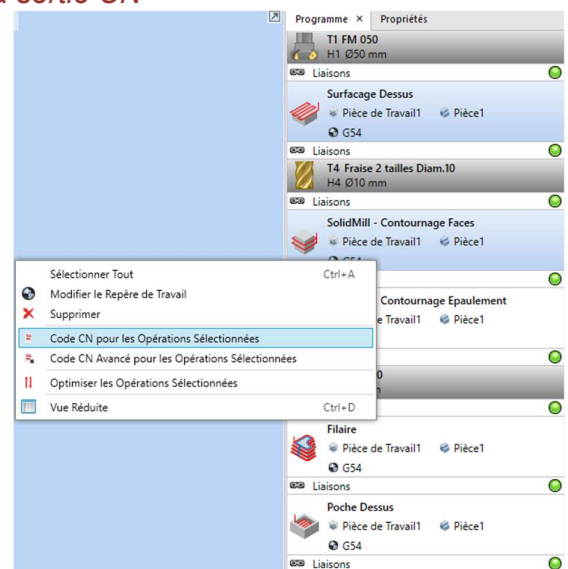 Programme × Propriétés
T1 FM 050
H1 Ø50 mm
Liaisons
Surfacage Dessus
Pièce de Travail1 Pièce1
G54
Liaisons
T4 Fraise 2 tailles Diam.10
H4 Ø10 mm
Liaisons
SolidMill - Contournage Faces
Pièce de Travail1 Pièce1
Sélectionner Tout Ctrl+A
Modifier le Repère de Travail
Supprimer
Code CN pour les Opérations Sélectionnées
Code CN Avancé pour les Opérations Sélectionnées
Optimiser les Opérations Sélectionnées
Vue Réduite Ctrl+D
Contournage Epaulement
e Travail1 Pièce1
Filaire
Pièce de Travail1 Pièce1
G54
Liaisons
Poche Dessus
Pièce de Travail1 Pièce1
G54
Liaisons